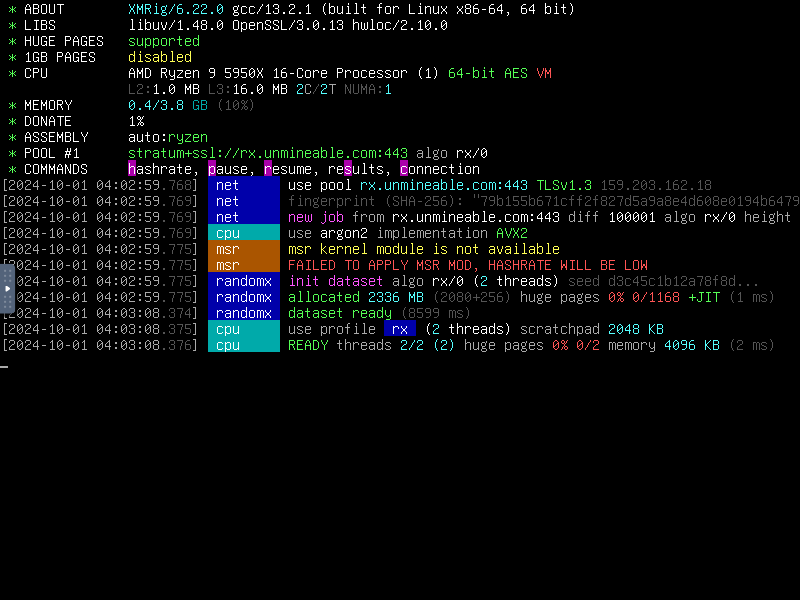 * ABOUT XMRig/6.22.0 gcc/13.2.1 (built for Linux x86-64, 64 bit)
* LIBS libuv/1.48.0 OpenSSL/3.0.13 hwloc/2.10.0
* HUGE PAGES supported
* 1GB PAGES disabled
* CPU AMD Ryzen 9 5950X 16-Core Processor (1) 64-bit AES VM
L2:1.0 MB L3:16.0 MB 2C/2T NUMA:1
* MEMORY 0.4/3.8 GB (10%)
* DONATE 1%
* ASSEMBLY auto:ryzen
* POOL #1 stratum+ssl://rx.unmineable.com:443 algo rx/0
* COMMANDS hashrate, pause, resume, results, connection
[2024-10-01 04:02:59.768] net use pool rx.unmineable.com:443 TLSv1.3 159.203.162.18
[2024-10-01 04:02:59.769] net fingerprint (SHA-256): "79b155b671cff2f827d5a9a8e4d608e0194b6479
[2024-10-01 04:02:59.769] net new job from rx.unmineable.com:443 diff 100001 algo rx/0 height
[2024-10-01 04:02:59.769] cpu use argon2 implementation AVX2
[2024-10-01 04:02:59.775] msr msr kernel module is not available
[2024-10-01 04:02:59.775] msr FAILED TO APPLY MSR MOD, HASHRATE WILL BE LOW
[2024-10-01 04:02:59.775] randomx init dataset algo rx/0 (2 threads) seed d3c45c1b12a78f8d...
[2024-10-01 04:02:59.775] randomx allocated 2336 MB (2080+256) huge pages 0% 0/1168 +JIT (1 ms)
[2024-10-01 04:03:08.374] randomx dataset ready (8599 ms)
[2024-10-01 04:03:08.375] cpu use profile rx (2 threads) scratchpad 2048 KB
[2024-10-01 04:03:08.376] cpu READY threads 2/2 (2) huge pages 0% 0/2 memory 4096 KB (2 ms)